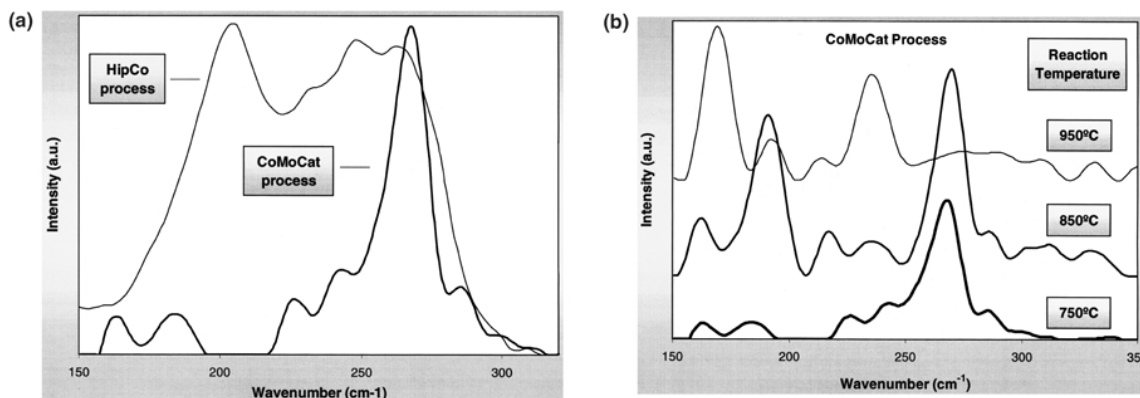 (a)
HipCo
process
CoMoCat
process
Intensity (a.u.)
150
200
250
300
Wavenumber (cm-1)
(b)
CoMoCat Process
Reaction
Temperature
950ºC
850ºC
750ºC
Intensity (a.u.)
150
200
250
300
350
Wavenumber (cm⁻¹)